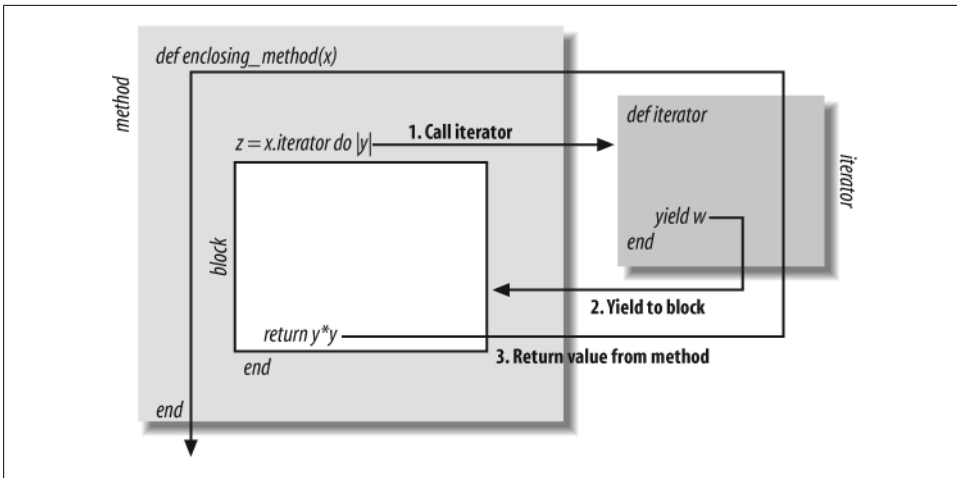 def enclosing_method(x)
method
def iterator
1. Call iterator
z = x.iterator do |y|
iterator
yield w
end
block
2. Yield to block
return y*y
3. Return value from method
end
end